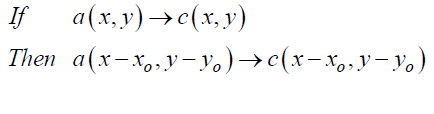 If a(x, y) → c(x, y)
Then a(x − xₒ, y − yₒ) → c(x − xₒ, y − yₒ)